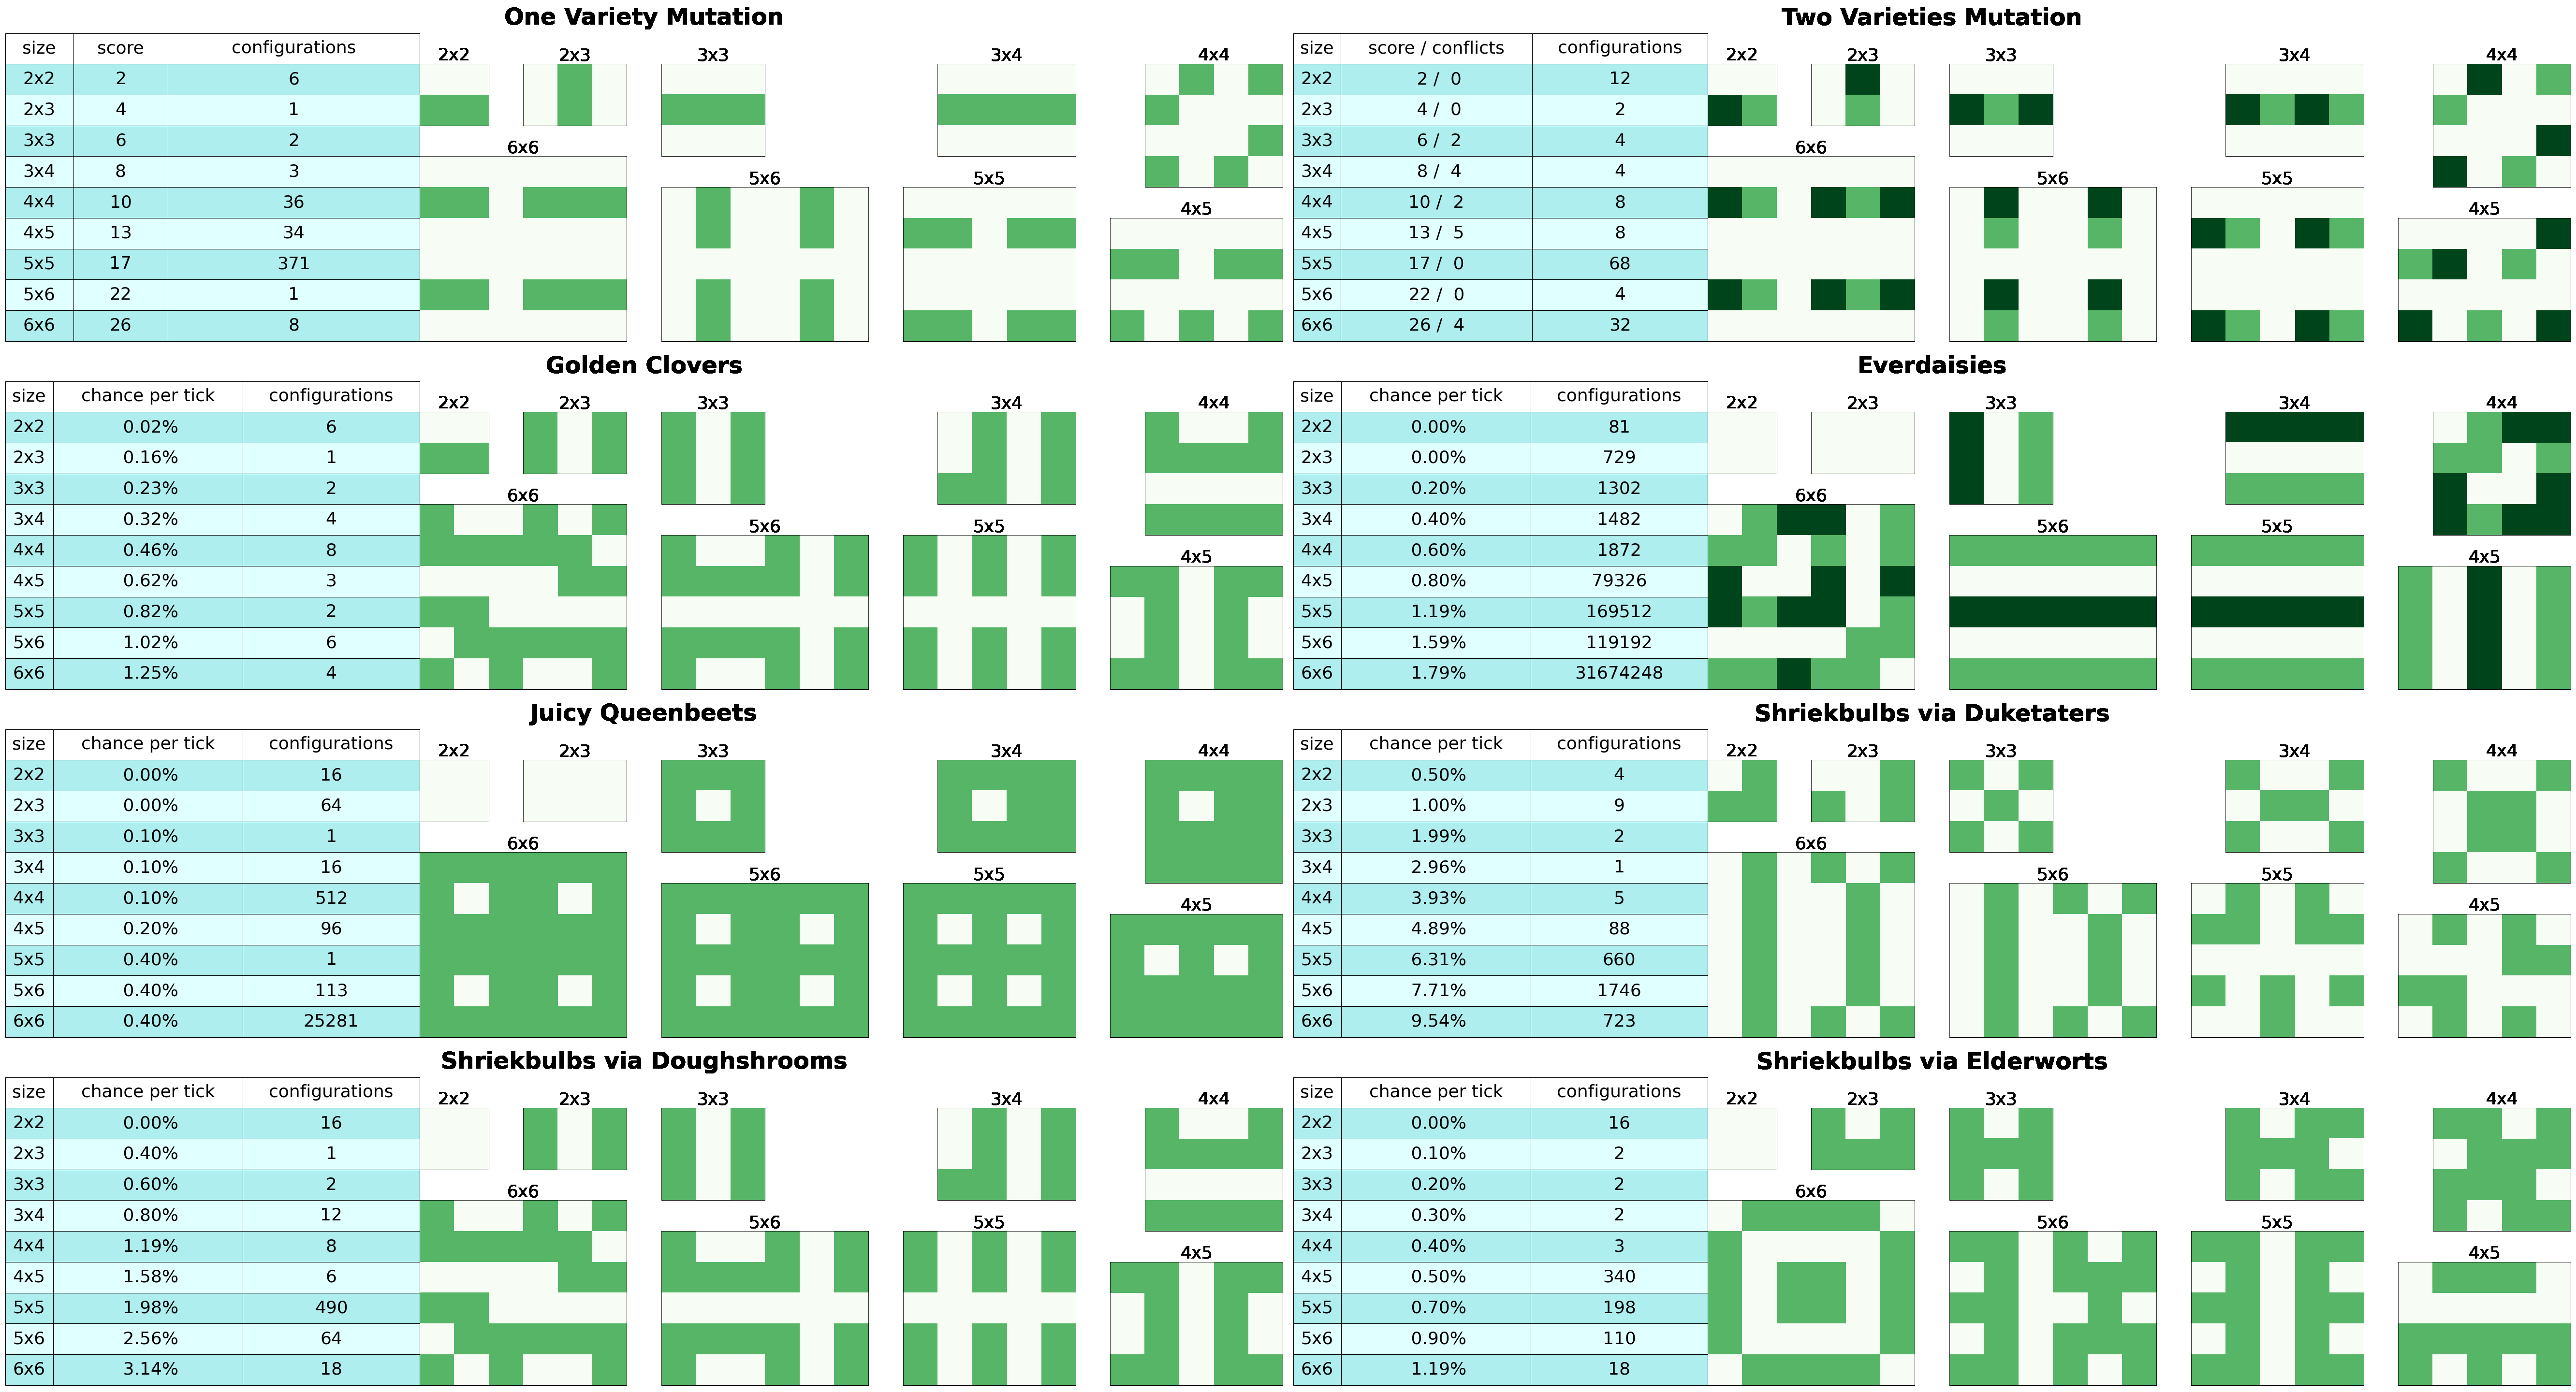 One Variety Mutation
size score configurations
2x2 2 6
2x3 4 1
3x3 6 2
3x4 8 3
4x4 10 36
4x5 13 34
5x5 17 371
5x6 22 1
6x6 26 8
2x2 2x3 3x3 3x4 4x4
6x6 5x6 5x5 4x5
Two Varieties Mutation
size score / conflicts configurations
2x2 2 / 0 12
2x3 4 / 0 2
3x3 6 / 2 4
3x4 8 / 4 4
4x4 10 / 2 8
4x5 13 / 5 8
5x5 17 / 0 68
5x6 22 / 0 4
6x6 26 / 4 32
2x2 2x3 3x3 3x4 4x4
6x6 5x6 5x5 4x5
Golden Clovers
size chance per tick configurations
2x2 0.02% 6
2x3 0.16% 1
3x3 0.23% 2
3x4 0.32% 4
4x4 0.46% 8
4x5 0.62% 3
5x5 0.82% 2
5x6 1.02% 6
6x6 1.25% 4
2x2 2x3 3x3 3x4 4x4
6x6 5x6 5x5 4x5
Everdaisies
size chance per tick configurations
2x2 0.00% 81
2x3 0.00% 729
3x3 0.20% 1302
3x4 0.40% 1482
4x4 0.60% 1872
4x5 0.80% 79326
5x5 1.19% 169512
5x6 1.59% 119192
6x6 1.79% 31674248
2x2 2x3 3x3 3x4 4x4
6x6 5x6 5x5 4x5
Juicy Queenbeets
size chance per tick configurations
2x2 0.00% 16
2x3 0.00% 64
3x3 0.10% 1
3x4 0.10% 16
4x4 0.10% 512
4x5 0.20% 96
5x5 0.40% 1
5x6 0.40% 113
6x6 0.40% 25281
2x2 2x3 3x3 3x4 4x4
6x6 5x6 5x5 4x5
Shriekbulbs via Duketaters
size chance per tick configurations
2x2 0.50% 4
2x3 1.00% 9
3x3 1.99% 2
3x4 2.96% 1
4x4 3.93% 5
4x5 4.89% 88
5x5 6.31% 660
5x6 7.71% 1746
6x6 9.54% 723
2x2 2x3 3x3 3x4 4x4
6x6 5x6 5x5 4x5
Shriekbulbs via Doughshrooms
size chance per tick configurations
2x2 0.00% 16
2x3 0.40% 1
3x3 0.60% 2
3x4 0.80% 12
4x4 1.19% 8
4x5 1.58% 6
5x5 1.98% 490
5x6 2.56% 64
6x6 3.14% 18
2x2 2x3 3x3 3x4 4x4
6x6 5x6 5x5 4x5
Shriekbulbs via Elderworts
size chance per tick configurations
2x2 0.00% 16
2x3 0.10% 2
3x3 0.20% 2
3x4 0.30% 2
4x4 0.40% 3
4x5 0.50% 340
5x5 0.70% 198
5x6 0.90% 110
6x6 1.19% 18
2x2 2x3 3x3 3x4 4x4
6x6 5x6 5x5 4x5